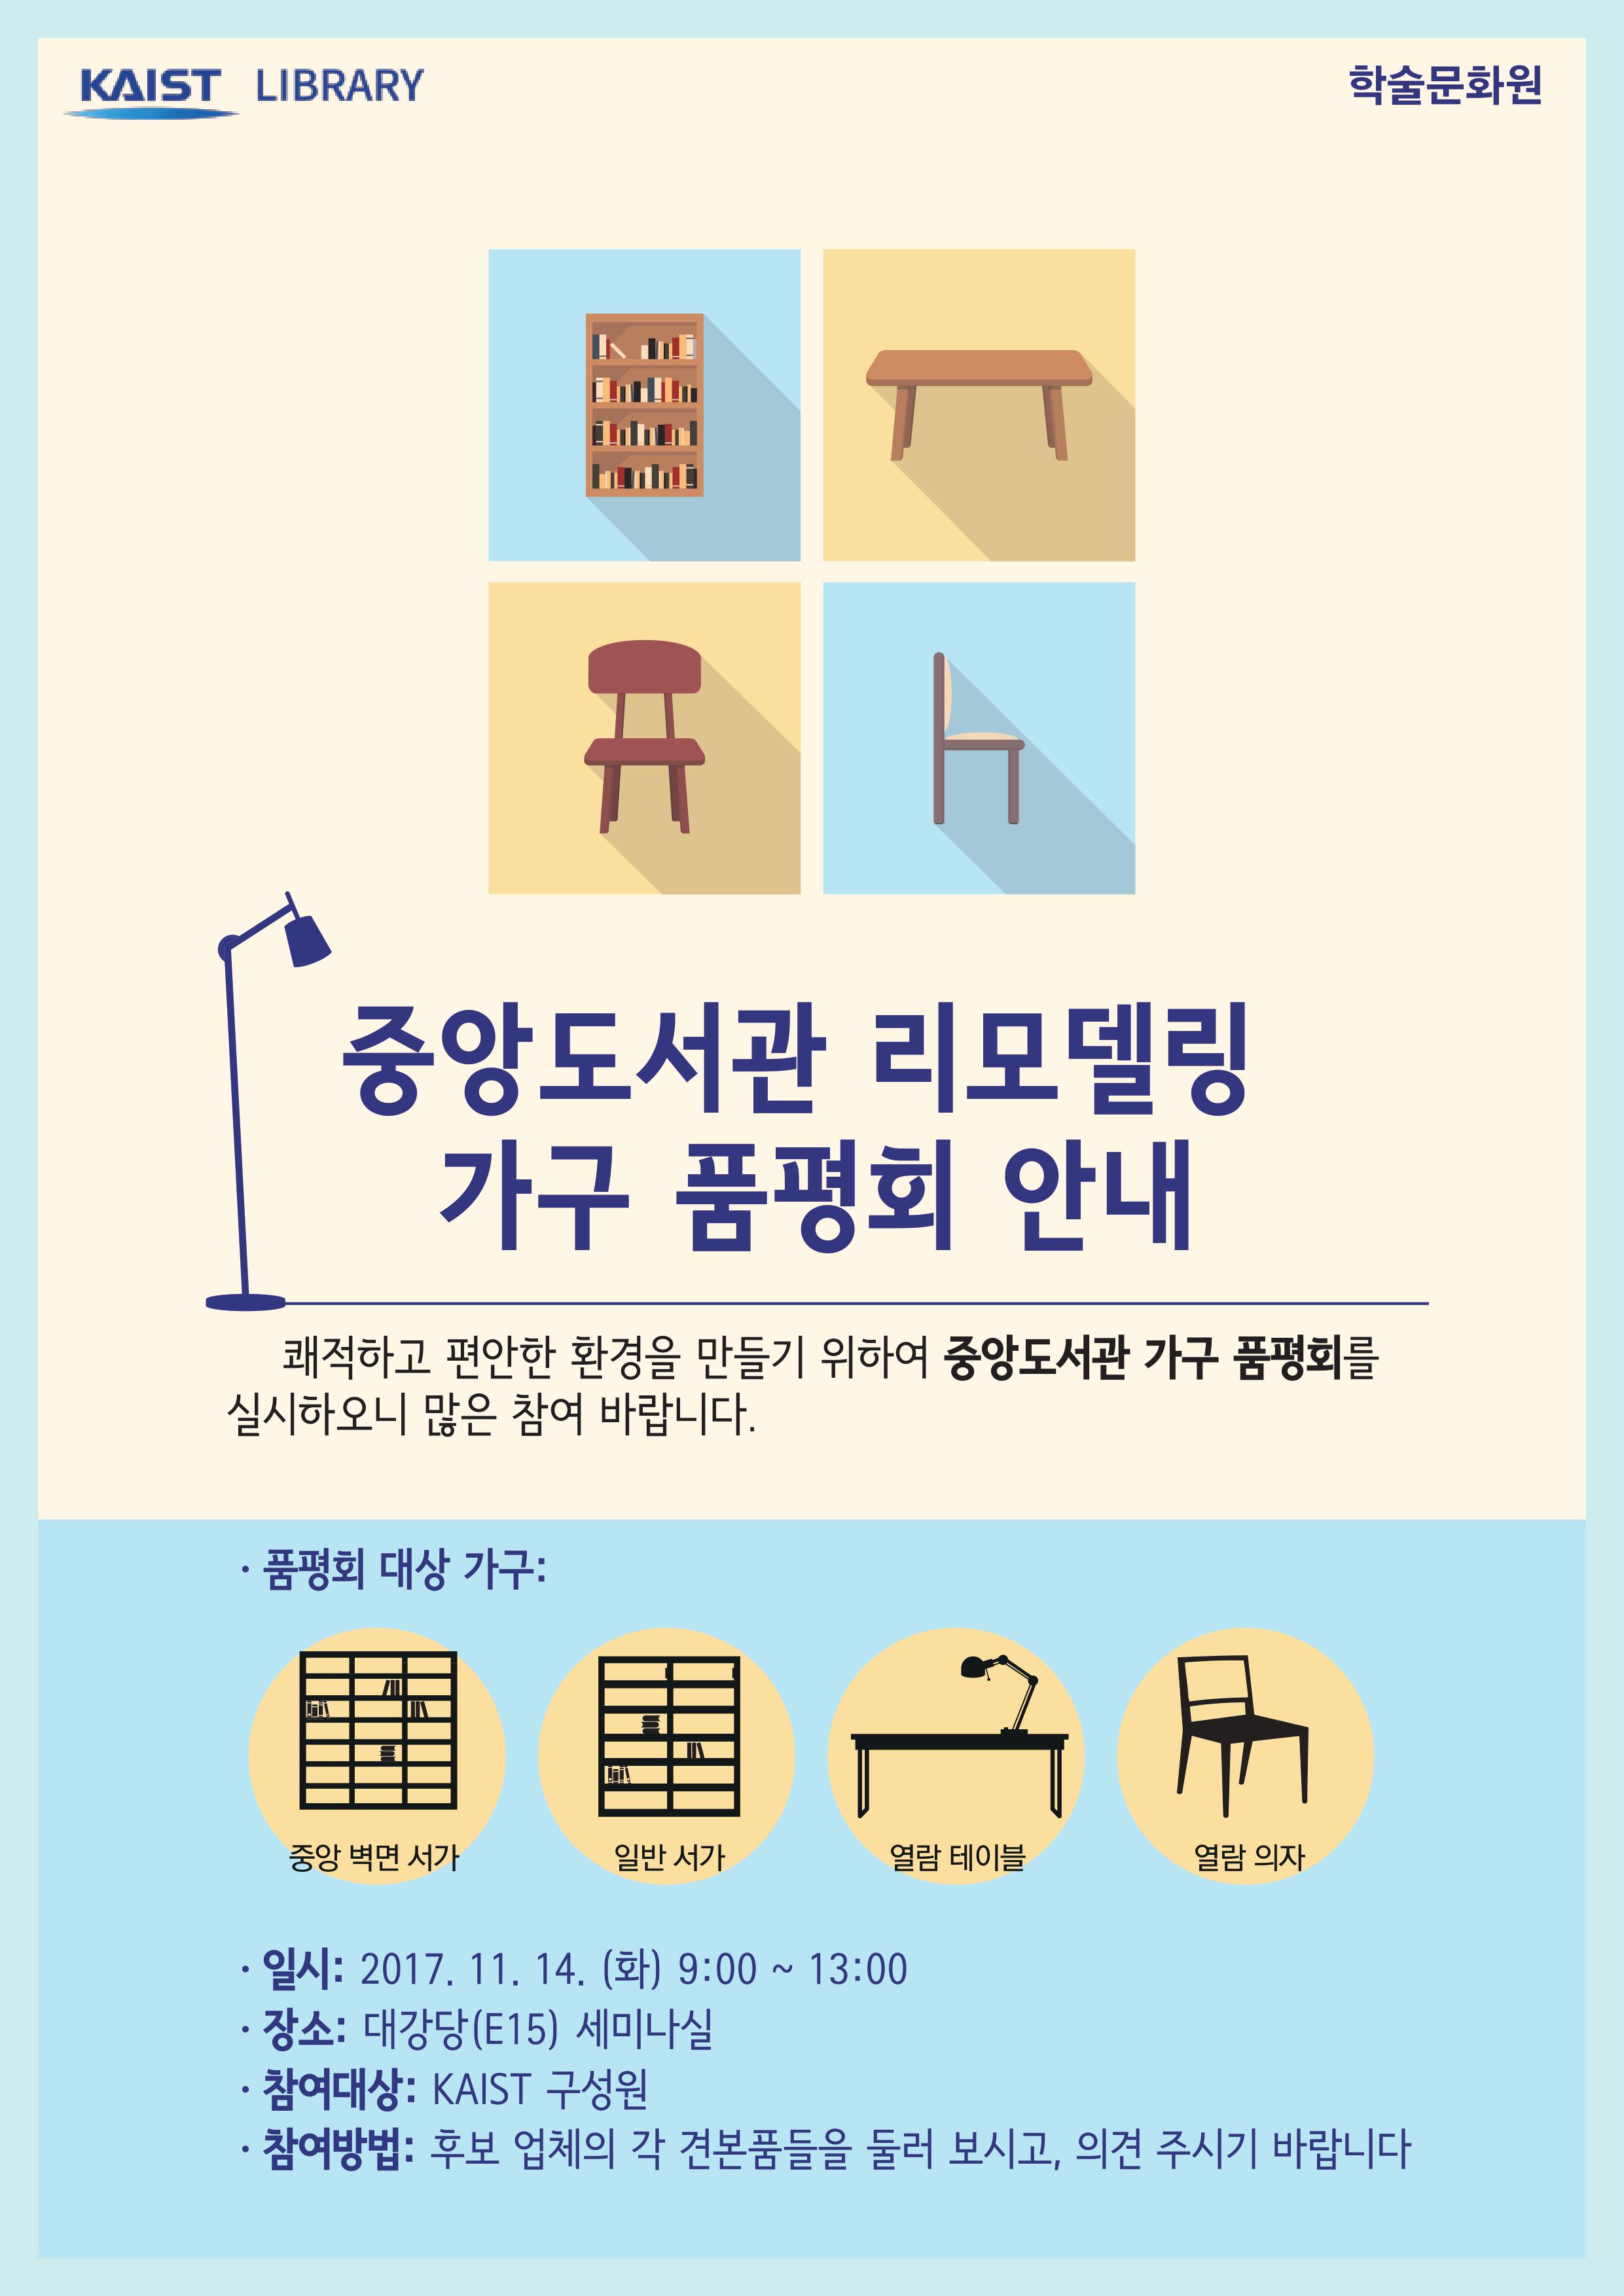 KAIST LIBRARY
학술문화원
중앙도서관 리모델링
가구 품평회 안내
쾌적하고 편안한 환경을 만들기 위하여 중앙도서관 가구 품평회를
실시하오니 많은 참여 바랍니다.
· 품평회 대상 가구:
중앙 벽면 서가
일반 서가
열람 테이블
열람 의자
· 일시: 2017. 11. 14. (화) 9:00 ~ 13:00
· 장소: 대강당(E15) 세미나실
· 참여대상: KAIST 구성원
· 참여방법: 후보 업체의 각 견본품들을 둘러 보시고, 의견 주시기 바랍니다